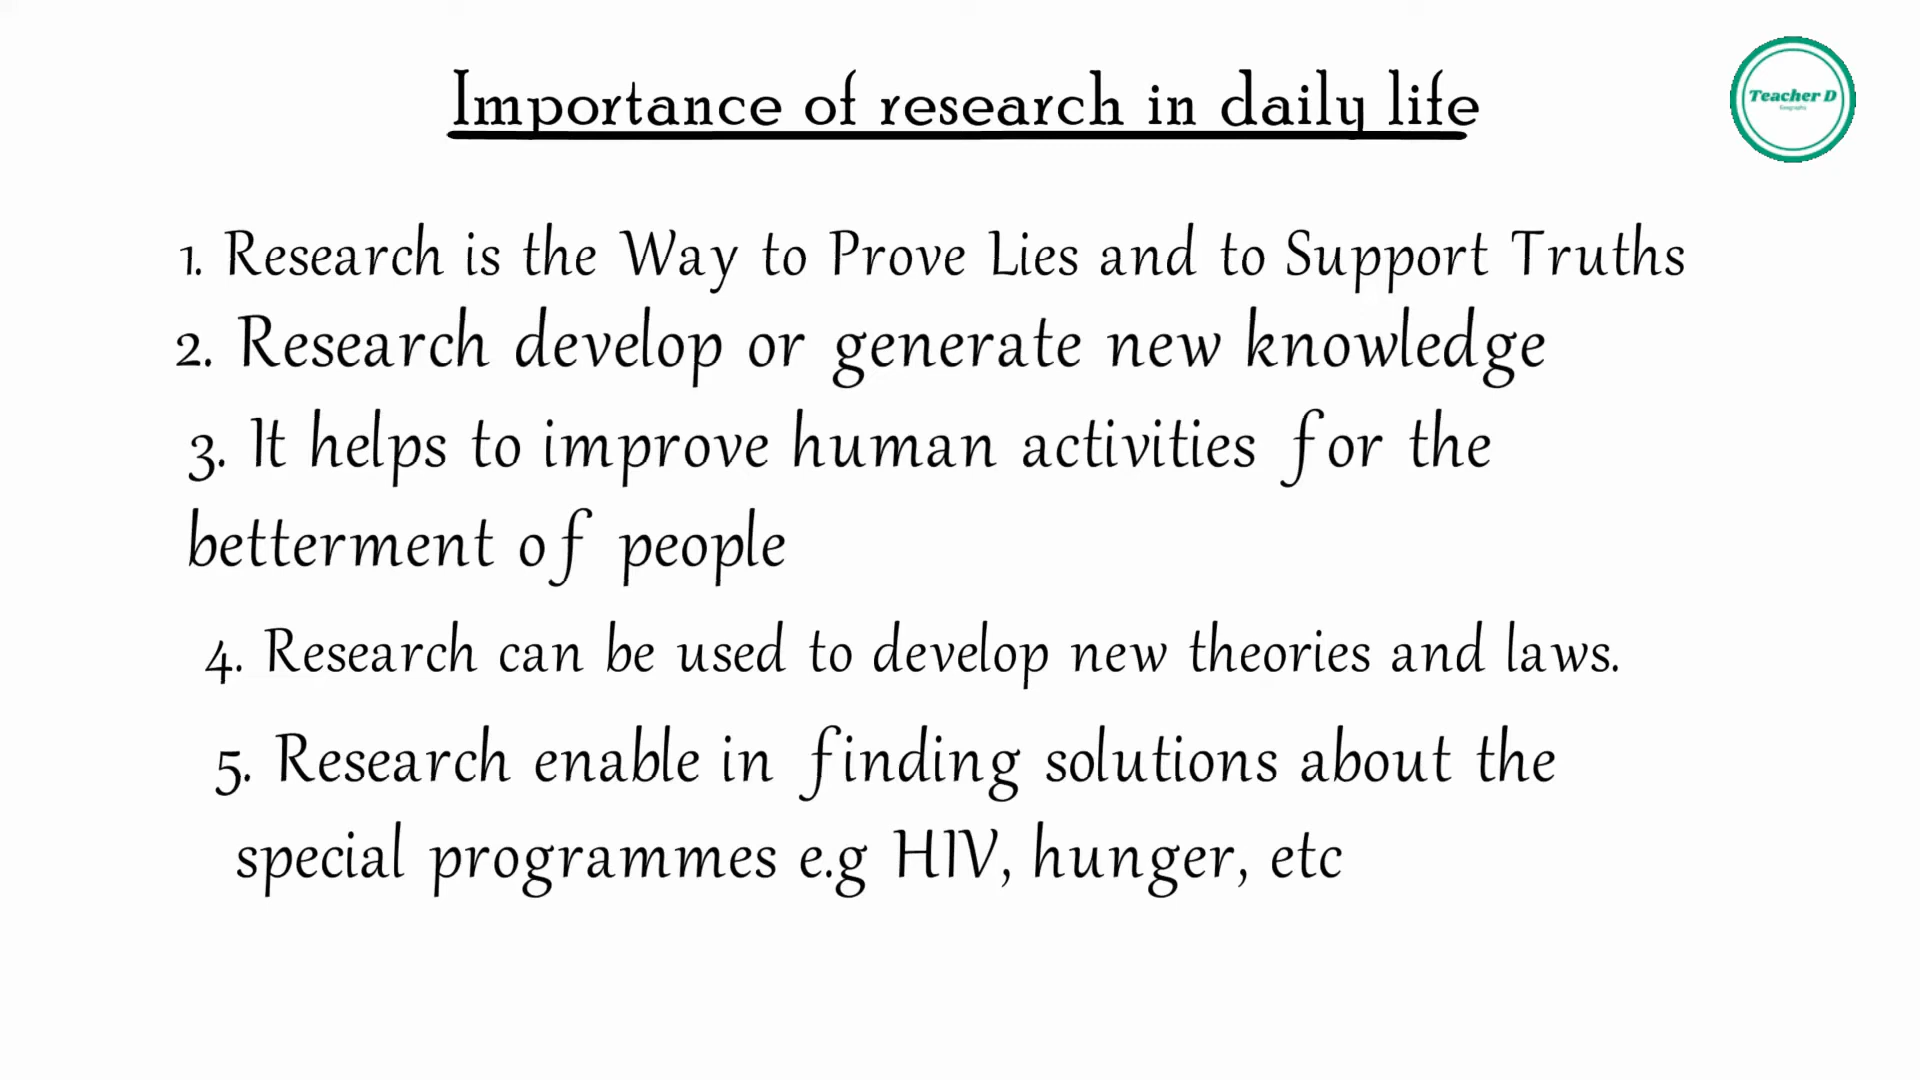 Importance of research in daily life
Teacher D
1. Research is the Way to Prove Lies and to Support Truths
2. Research develop or generate new knowledge
3. It helps to improve human activities for the
betterment of people
4. Research can be used to develop new theories and laws.
5. Research enable in finding solutions about the
special programmes e.g HIV, hunger, etc